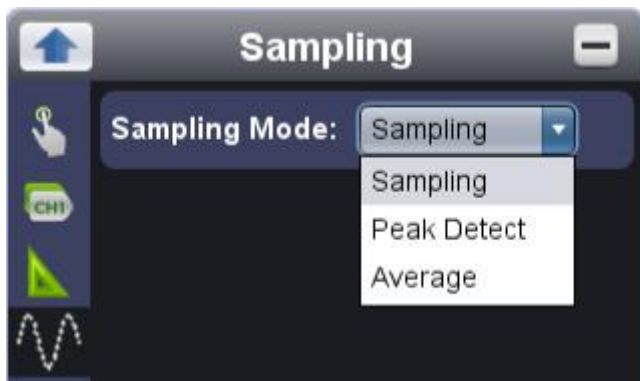 Sampling
Sampling Mode: Sampling
Sampling
CH1
Peak Detect
Average